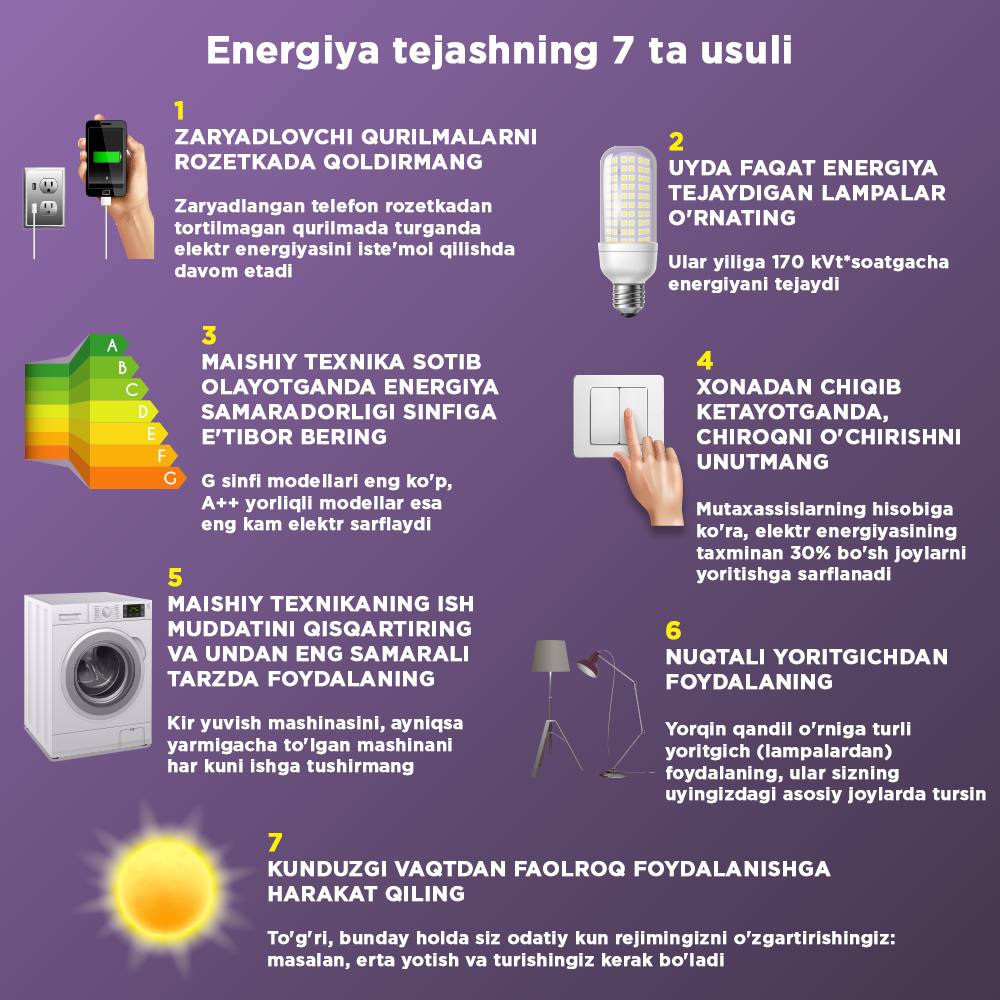 Energiya tejashning 7 ta usuli
1
ZARYADLOVCHI QURILMALARNI
ROZETKADA QOLDIRMANG
Zaryadlangan telefon rozetkadan
tortilmagan qurilmada turganda
elektr energiyasini iste'mol qilishda
davom etadi
2
UYDA FAQAT ENERGIYA
TEJAYDIGAN LAMPALAR
O'RNATING
Ular yiliga 170 kVt*soatgacha
energiyani tejaydi
A
B
C
D
E
F
G
3
MAISHIY TEXNIKA SOTIB
OLAYOTGANDA ENERGIYA
SAMARADORLIGI SINFIGA
E'TIBOR BERING
G sinfi modellari eng ko'p,
A++ yorliqli modellar esa
eng kam elektr sarflaydi
4
XONADAN CHIQIB
KETAYOTGANDA,
CHIROQNI O'CHIRISHNI
UNUTMANG
Mutaxassislarning hisobiga
ko'ra, elektr energiyasining
taxminan 30% bo'sh joylarni
yoritishga sarflanadi
5
MAISHIY TEXNIKANING ISH
MUDDATINI QISQARTIRING
VA UNDAN ENG SAMARALI
TARZDA FOYDALANING
Kir yuvish mashinasini, ayniqsa
yarmigacha to'lgan mashinani
har kuni ishga tushirmang
6
NUQTALI YORITGICHDAN
FOYDALANING
Yorqin qandil o'rniga turli
yoritgich (lampalardan)
foydalaning, ular sizning
uyingizdagi asosiy joylarda tursin
7
KUNDUZGI VAQTDAN FAOLROQ FOYDALANISHGA
HARAKAT QILING
To'g'ri, bunday holda siz odatiy kun rejimingizni o'zgartirishingiz:
masalan, erta yotish va turishingiz kerak bo'ladi